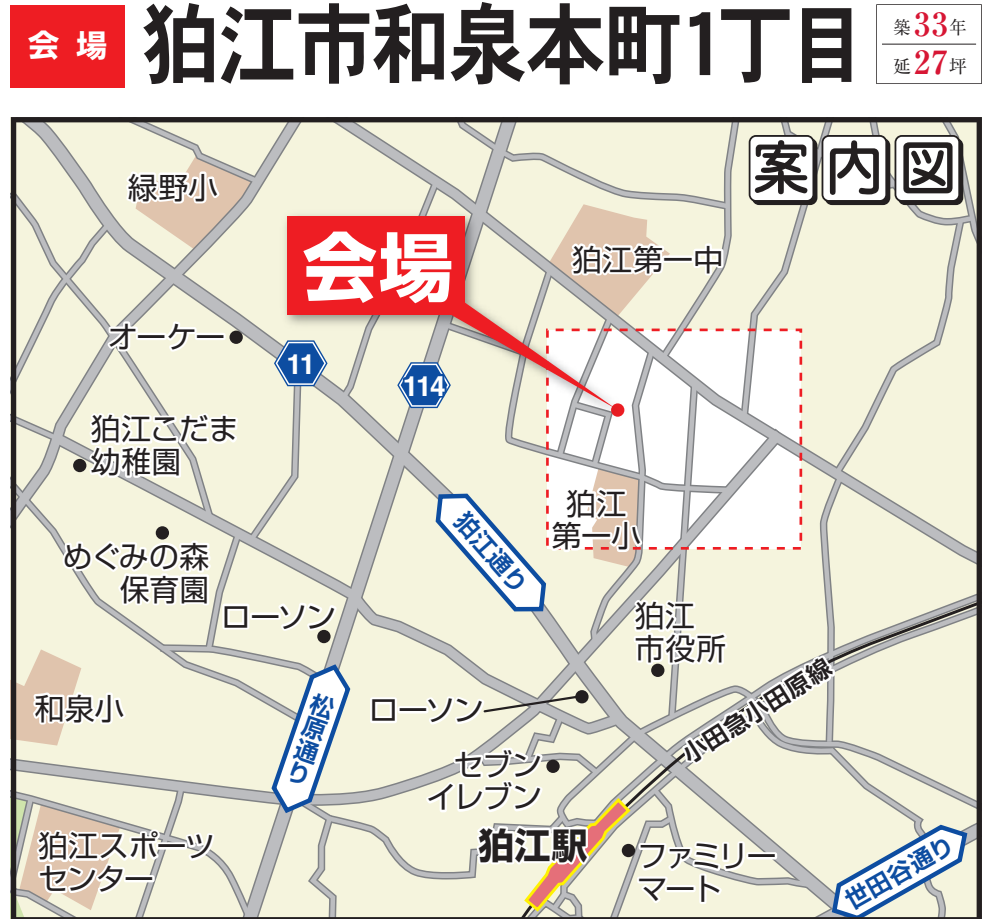 会場
狛江市和泉本町1丁目
築33年
延27坪
案内図
緑野小
会場
狛江第一中
オーケー
11
114
狛江こだま
幼稚園
狛江
第一小
狛江通り
めぐみの森
保育園
ローソン
狛江
市役所
和泉小
松原通り
ローソン
小田急小田原線
セブン
イレブン
狛江駅
狛江スポーツ
センター
ファミリー
マート
世田谷通り